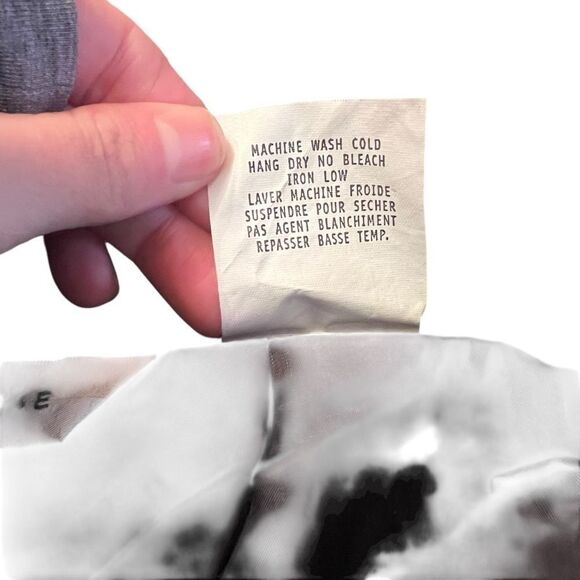 MACHINE WASH COLD
HANG DRY NO BLEACH
IRON LOW
LAVER MACHINE FROIDE
SUSPENDRE POUR SECHER
PAS AGENT BLANCHIMENT
REPASSER BASSE TEMP.
E